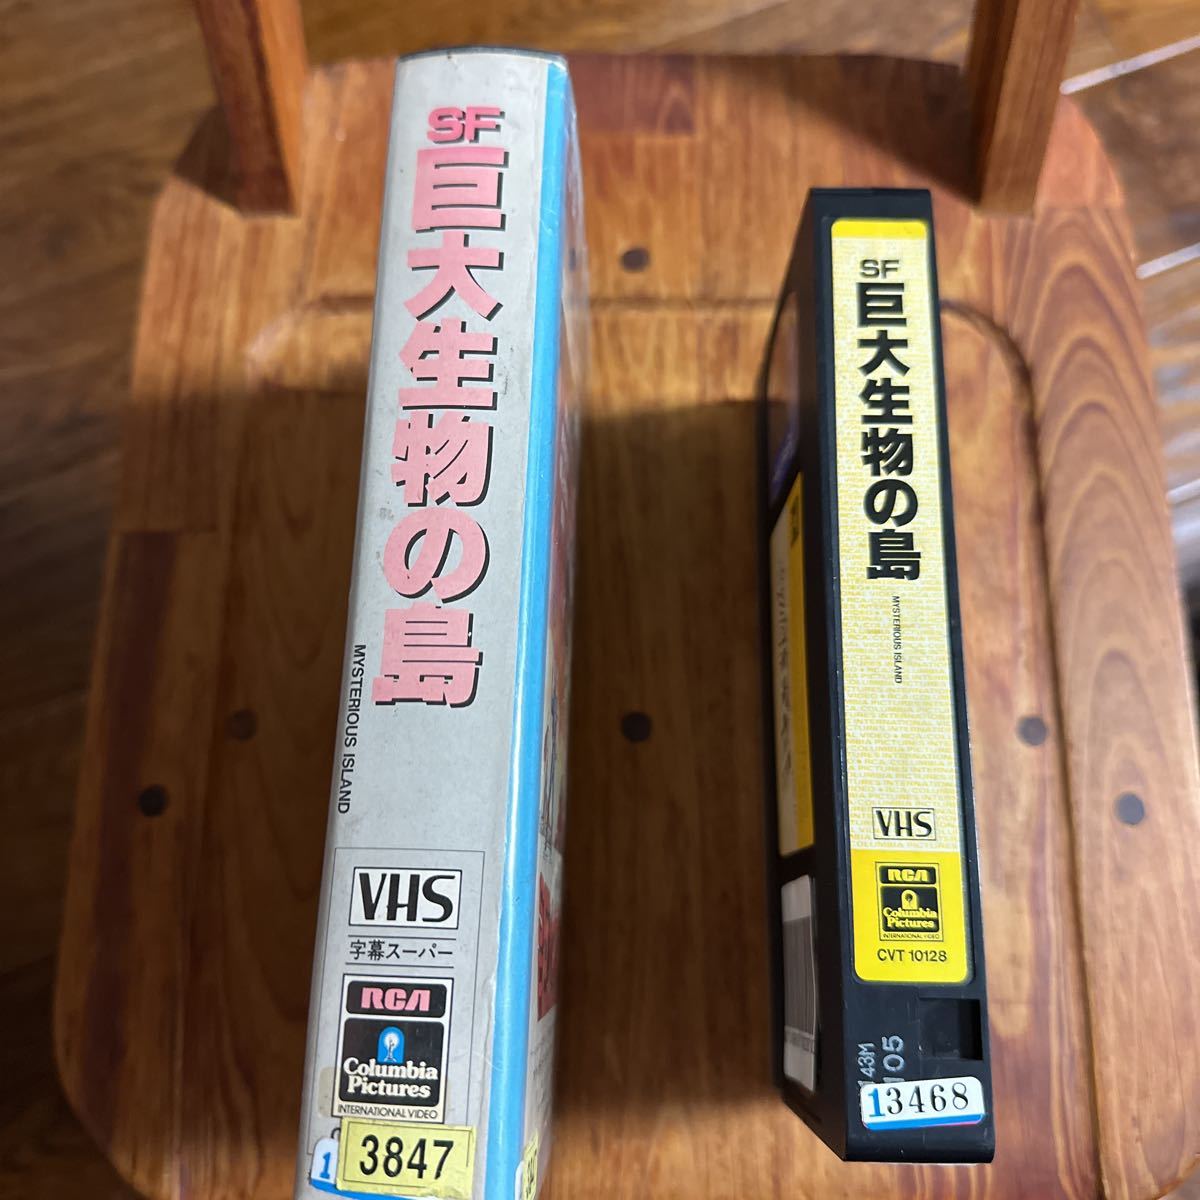 SF
巨大生物の島
MYSTERIOUS ISLAND
VHS
字幕スーパー
RCA
Columbia
Pictures
INTERNATIONAL VIDEO
1
3847
SF
巨大生物の島
MYSTERIOUS ISLAND
VHS
RCA
Columbia
Pictures
INTERNATIONAL VIDEO
CVT 10128
143M
105
13468